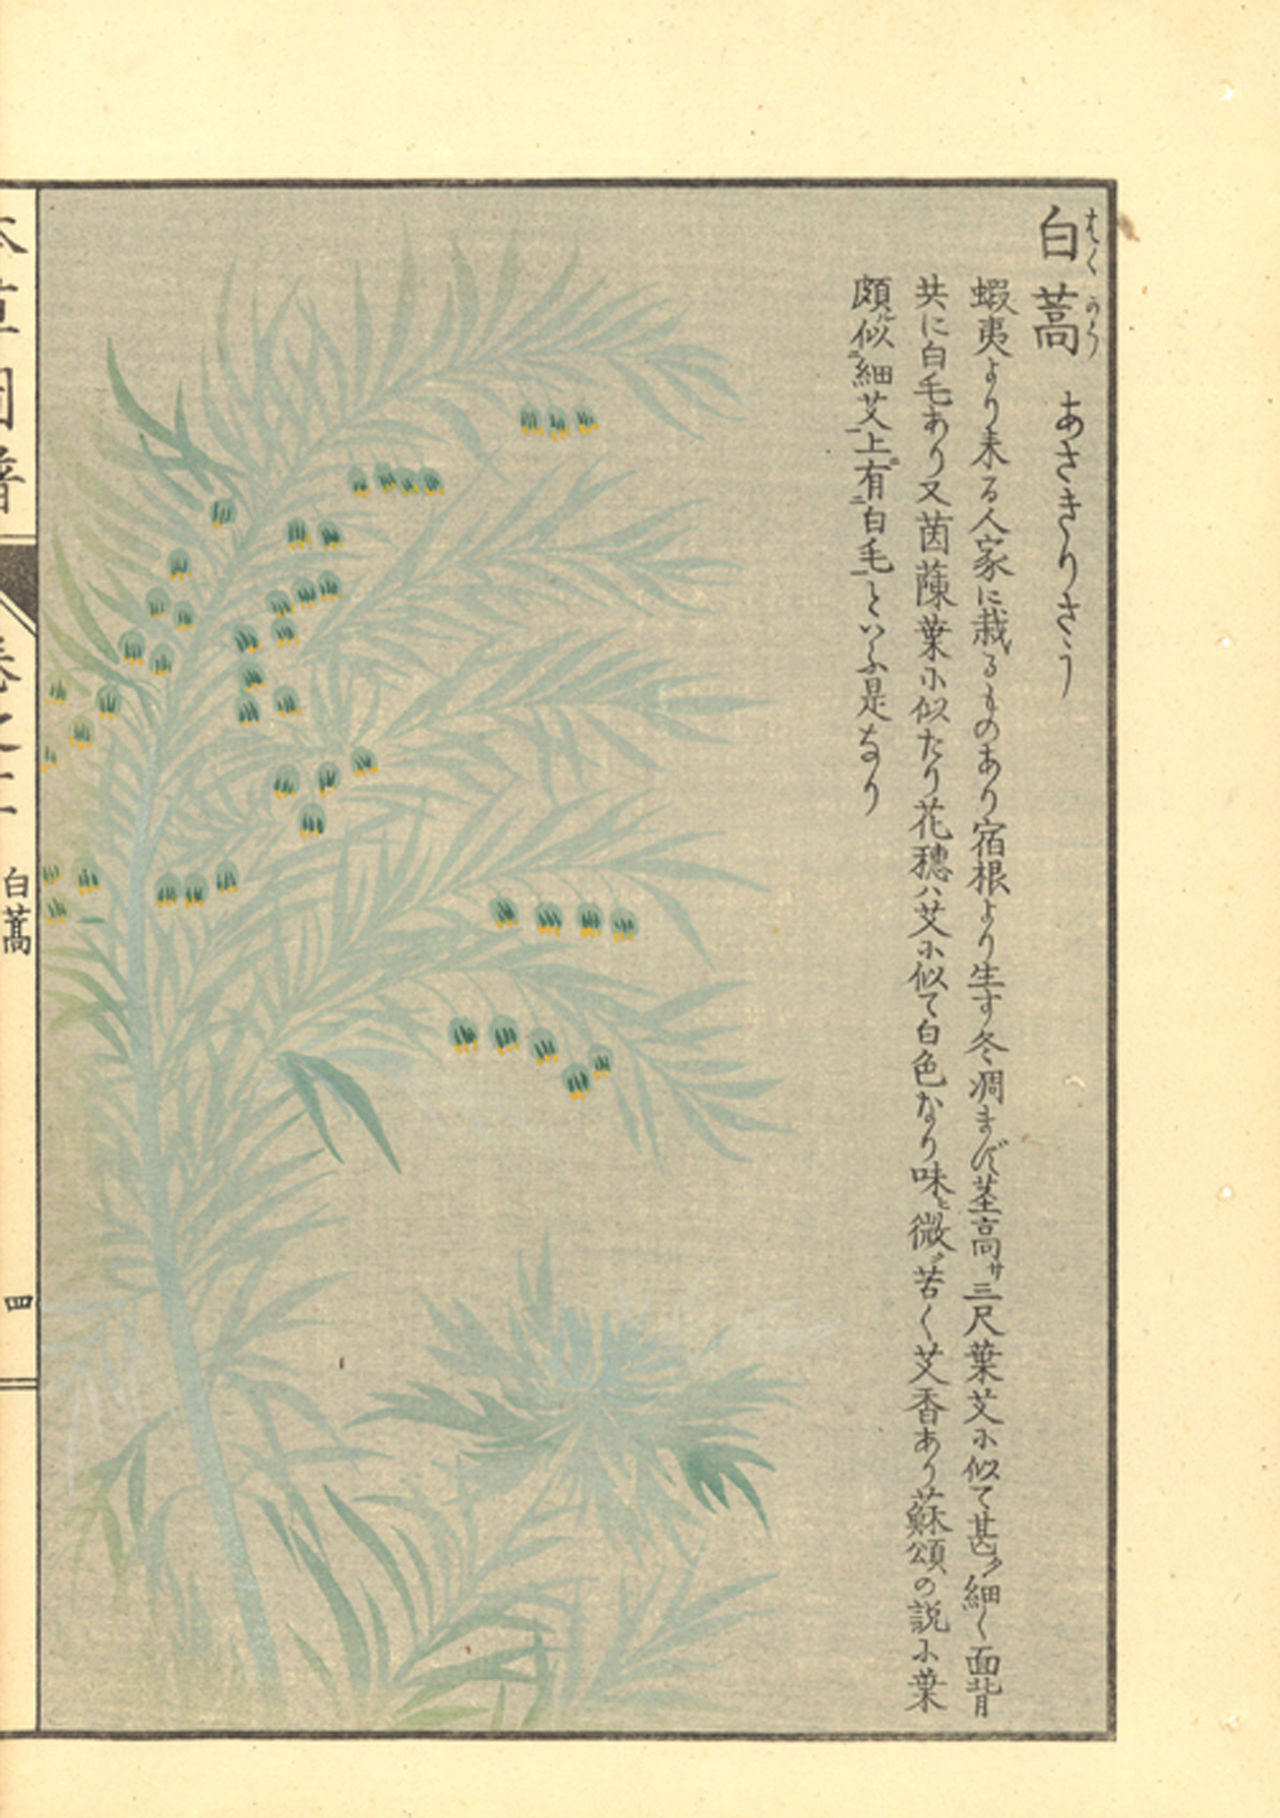 白蒿 はくかう あさきりさう
蝦夷より来る人家に栽るものあり宿根より生す冬凋まず茎高サ三尺葉艾に似て甚タ細く面背
共に白毛あり又茵蔯葉に似たり花穂ハ艾に似て白色なり味ヒ微シ苦く艾香あり蘇頌の説に葉
頗ル似ニ細艾一上有ニ白毛一といふ是なり
本草図譜
巻之十二
白蒿
四